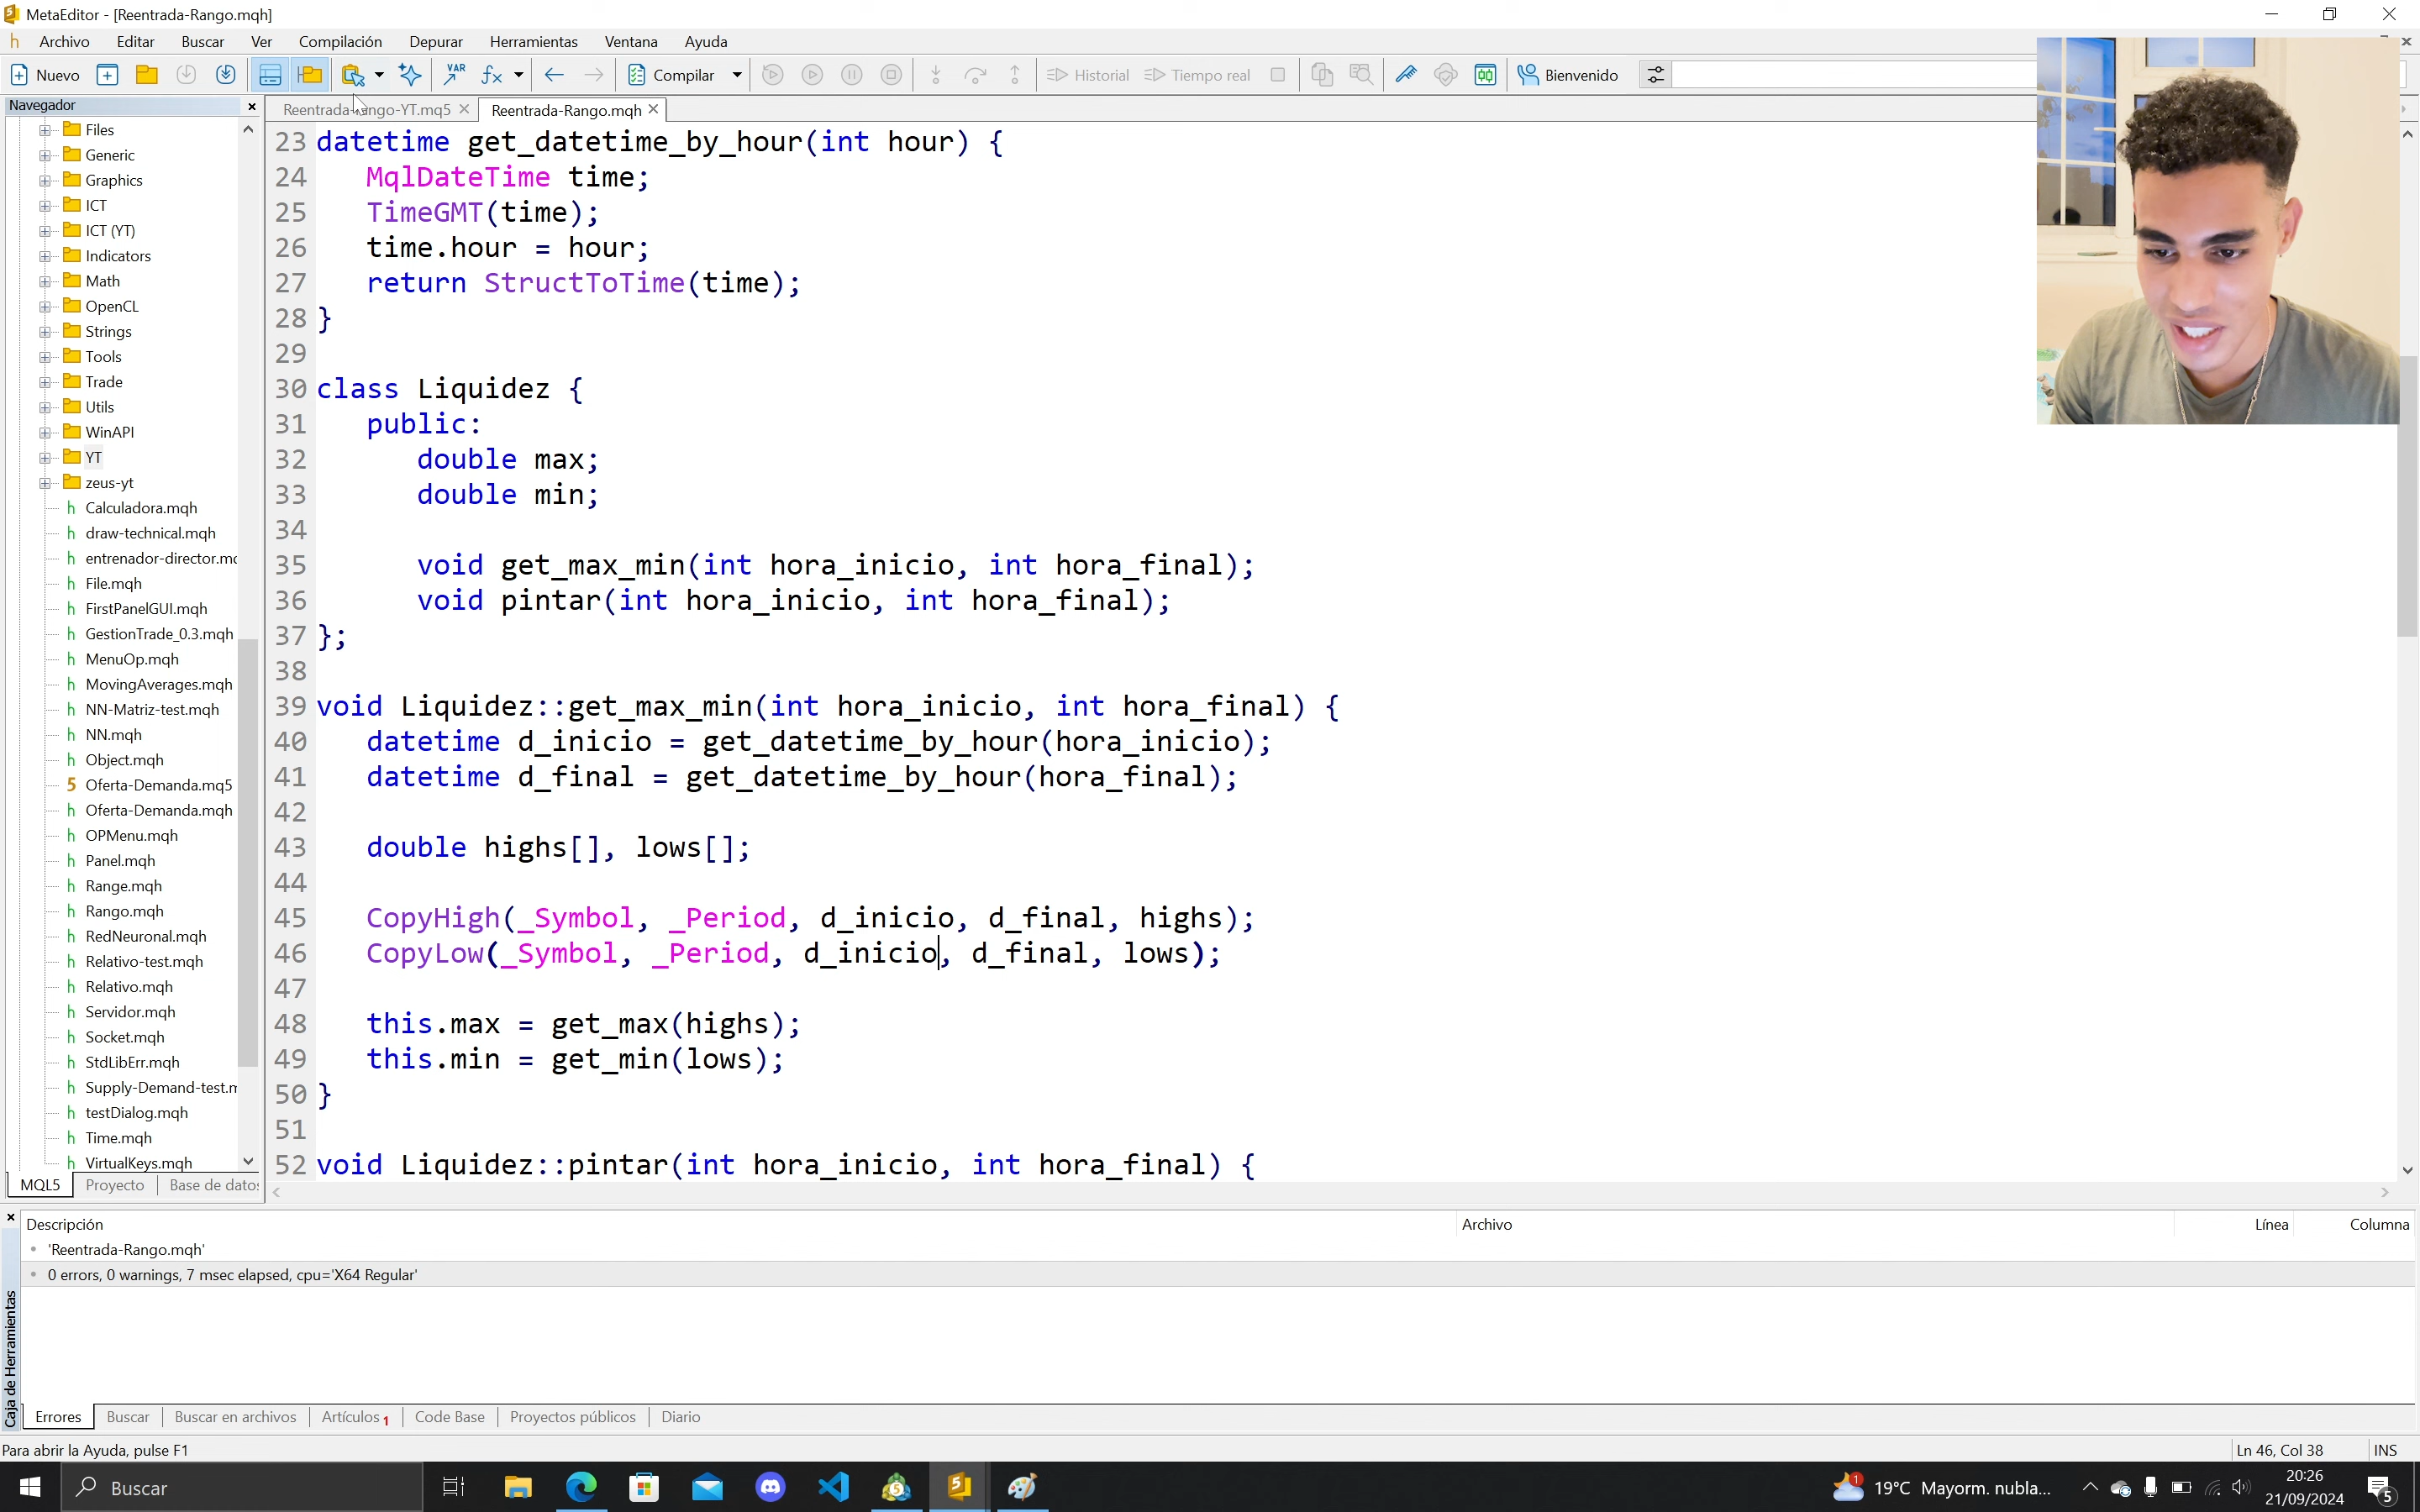 MetaEditor - [Reentrada-Rango.mqh]
Archivo Editar Buscar Ver Compilación Depurar Herramientas Ventana Ayuda
Nuevo VAR fx Compilar Historial Tiempo real Bienvenido
Navegador
Reentrada-Rango-YT.mq5 Reentrada-Rango.mqh
Files
Generic
Graphics
ICT
ICT (YT)
Indicators
Math
OpenCL
Strings
Tools
Trade
Utils
WinAPI
YT
zeus-yt
Calculadora.mqh
draw-technical.mqh
entrenador-director.mq
File.mqh
FirstPanelGUI.mqh
GestionTrade_0.3.mqh
MenuOp.mqh
MovingAverages.mqh
NN-Matriz-test.mqh
NN.mqh
Object.mqh
Oferta-Demanda.mq5
Oferta-Demanda.mqh
OPMenu.mqh
Panel.mqh
Range.mqh
Rango.mqh
RedNeuronal.mqh
Relativo-test.mqh
Relativo.mqh
Servidor.mqh
Socket.mqh
StdLibErr.mqh
Supply-Demand-test.m
testDialog.mqh
Time.mqh
VirtualKeys.mqh
MQL5 Proyecto Base de datos
23 datetime get_datetime_by_hour(int hour) {
24 MqlDateTime time;
25 TimeGMT(time);
26 time.hour = hour;
27 return StructToTime(time);
28 }
29
30 class Liquidez {
31 public:
32 double max;
33 double min;
34
35 void get_max_min(int hora_inicio, int hora_final);
36 void pintar(int hora_inicio, int hora_final);
37 };
38
39 void Liquidez::get_max_min(int hora_inicio, int hora_final) {
40 datetime d_inicio = get_datetime_by_hour(hora_inicio);
41 datetime d_final = get_datetime_by_hour(hora_final);
42
43 double highs[], lows[];
44
45 CopyHigh(_Symbol, _Period, d_inicio, d_final, highs);
46 CopyLow(_Symbol, _Period, d_inicio, d_final, lows);
47
48 this.max = get_max(highs);
49 this.min = get_min(lows);
50 }
51
52 void Liquidez::pintar(int hora_inicio, int hora_final) {
Descripción Archivo Línea Columna
'Reentrada-Rango.mqh'
0 errors, 0 warnings, 7 msec elapsed, cpu='X64 Regular'
Caja de Herramientas
Errores Buscar Buscar en archivos Artículos 1 Code Base Proyectos públicos Diario
Para abrir la Ayuda, pulse F1 Ln 46, Col 38 INS
Buscar 1 19°C Mayorm. nubla... 20:26
21/09/2024 5